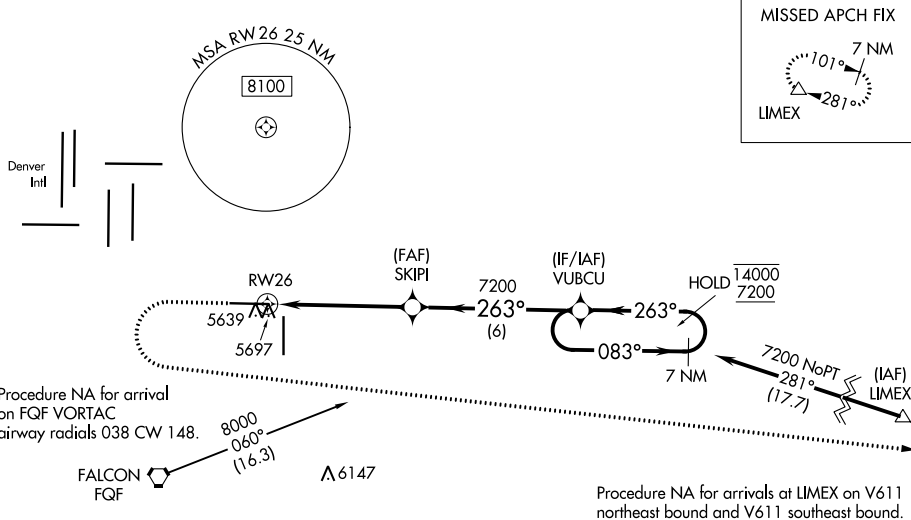 MISSED APCH FIX
7 NM
101°
281°
LIMEX
MSA RW 26 25 NM
8100
Denver
Intl
(FAF)
SKIPI
(IF/IAF)
VUBCU
RW26
7200
263°
(6)
HOLD
14000
7200
263°
083°
7 NM
5639
5697
7200 NoPT
281°
(17.7)
(IAF)
LIMEX
Procedure NA for arrival
on FQF VORTAC
airway radials 038 CW 148.
8000
060°
(16.3)
FALCON
FQF
6147
Procedure NA for arrivals at LIMEX on V611
northeast bound and V611 southeast bound.